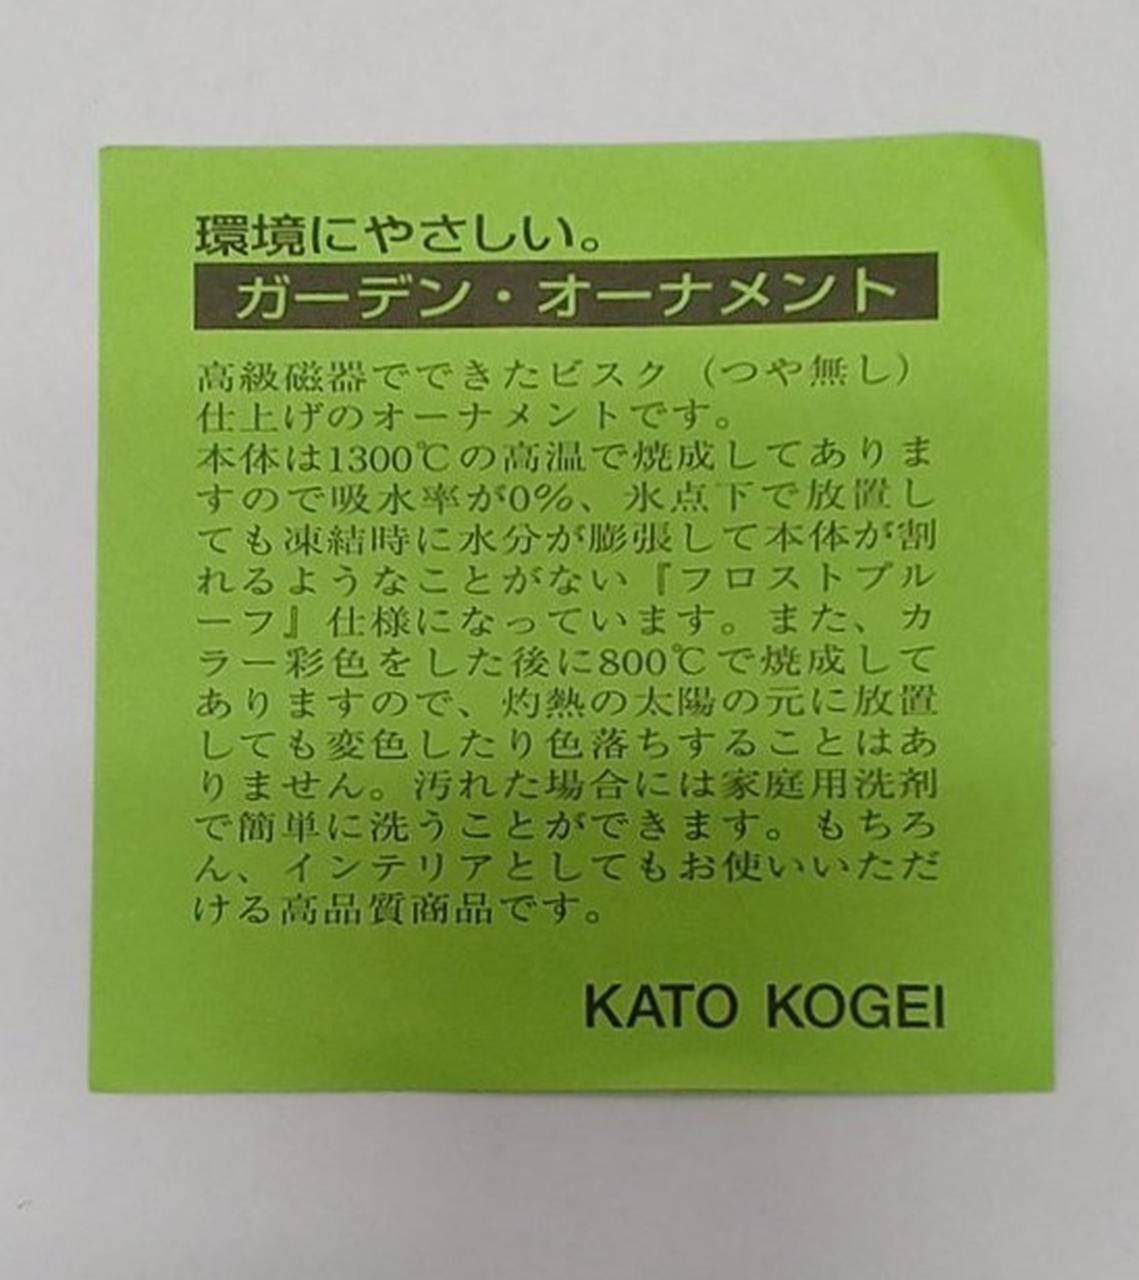 環境にやさしい。
ガーデン・オーナメント
高級磁器でできたビスク（つや無し）
仕上げのオーナメントです。
本体は1300℃の高温で焼成してありま
すので吸水率が0%、氷点下で放置し
ても凍結時に水分が膨張して本体が割
れるようなことがない『フロストプル
ーフ』仕様になっています。また、カ
ラー彩色をした後に800℃で焼成して
ありますので、灼熱の太陽の元に放置
しても変色したり色落ちすることはあ
りません。汚れた場合には家庭用洗剤
で簡単に洗うことができます。もちろ
ん、インテリアとしてもお使いいただ
ける高品質商品です。
KATO KOGEI